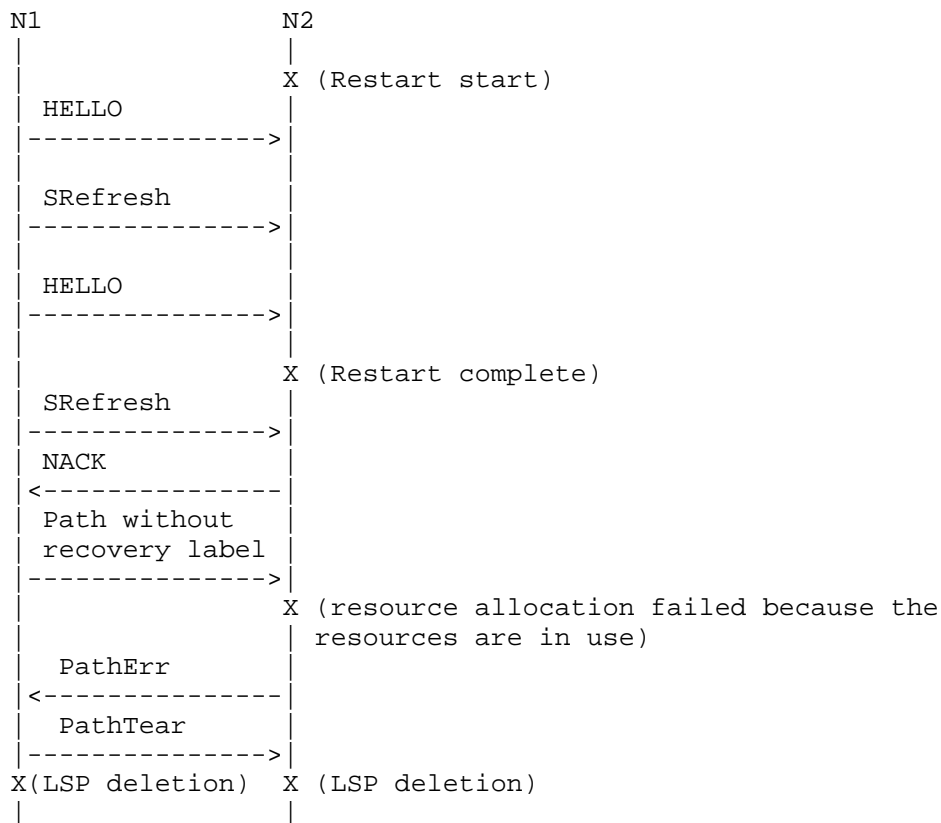 N1 N2
X (Restart start)
HELLO
SRefresh
HELLO
X (Restart complete)
SRefresh
NACK
Path without
recovery label
X (resource allocation failed because the
resources are in use)
PathErr
PathTear
X(LSP deletion) X (LSP deletion)